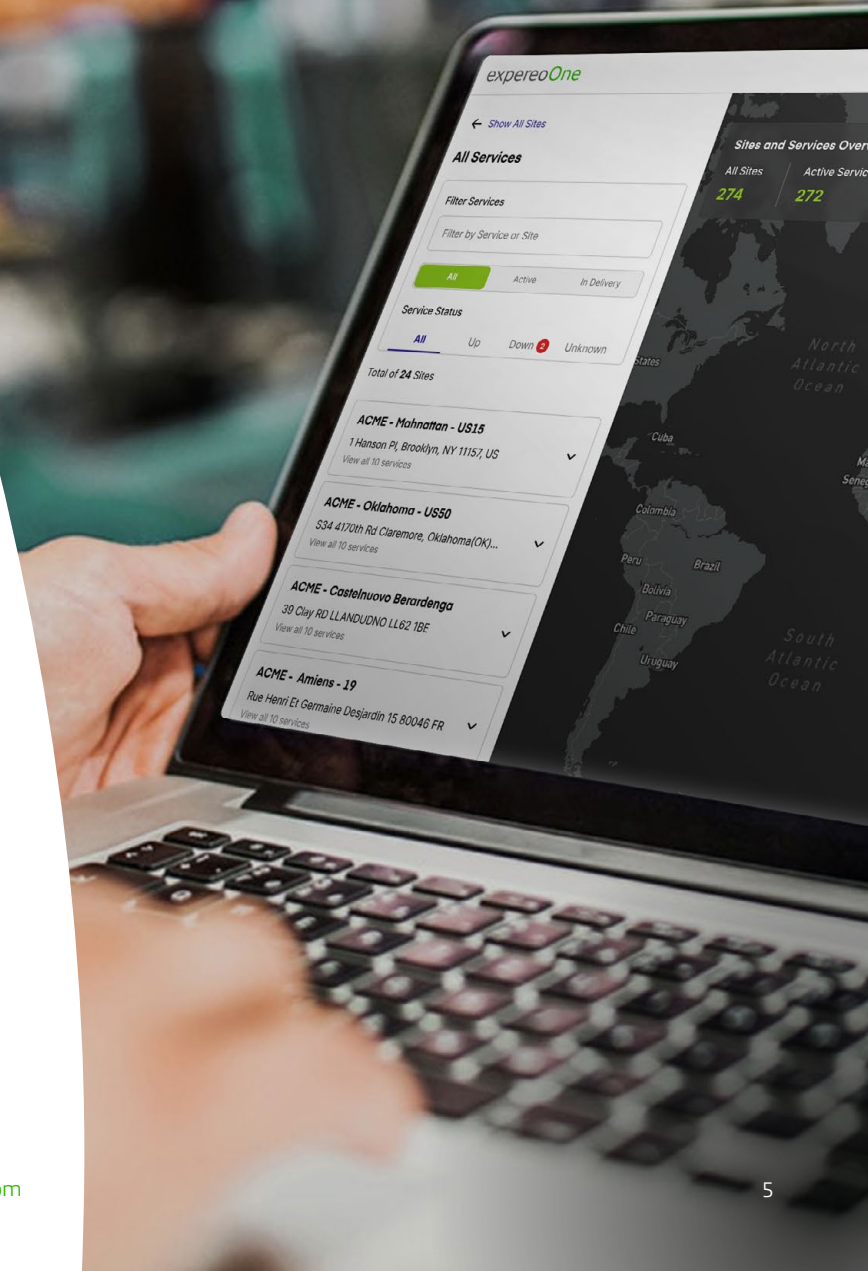 expereoOne
← Show All Sites
All Services
Filter Services
Filter by Service or Site
All Active In Delivery
Service Status
All Up Down 2 Unknown
Total of 24 Sites
ACME - Mahnattan - US15
1 Hanson Pl, Brooklyn, NY 11157, US
View all 10 services
ACME - Oklahoma - US50
S34 4170th Rd Claremore, Oklahoma(OK)...
View all 10 services
ACME - Castelnuovo Berardenga
39 Clay RD LLANDUDNO LL62 1BE
View all 10 services
ACME - Amiens - 19
Rue Henri Et Germaine Desjardin 15 80046 FR
View all 10 services
Sites and Services Over
All Sites Active Servic
274 272
States
North
Atlantic
Ocean
Cuba
Seneg
Colombia
Peru
Brazil
Bolivia
Paraguay
Chile
Uruguay
South
Atlantic
Ocean
om
5